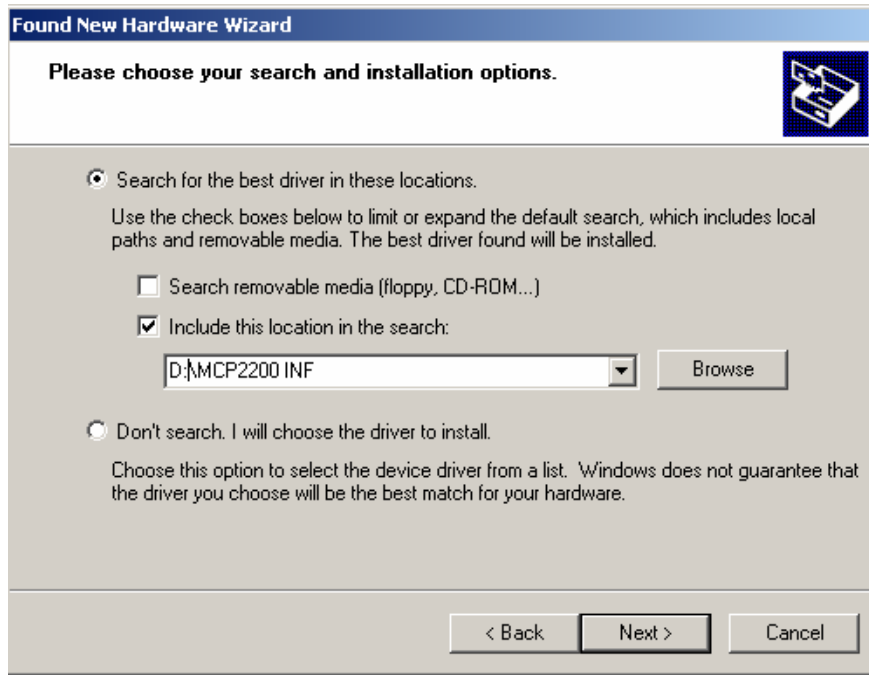 Found New Hardware Wizard
Please choose your search and installation options.
Search for the best driver in these locations.
Use the check boxes below to limit or expand the default search, which includes local
paths and removable media. The best driver found will be installed.
Search removable media (floppy, CD-ROM...)
Include this location in the search:
D:\MCP2200 INF
Browse
Don't search. I will choose the driver to install.
Choose this option to select the device driver from a list. Windows does not guarantee that
the driver you choose will be the best match for your hardware.
< Back Next > Cancel